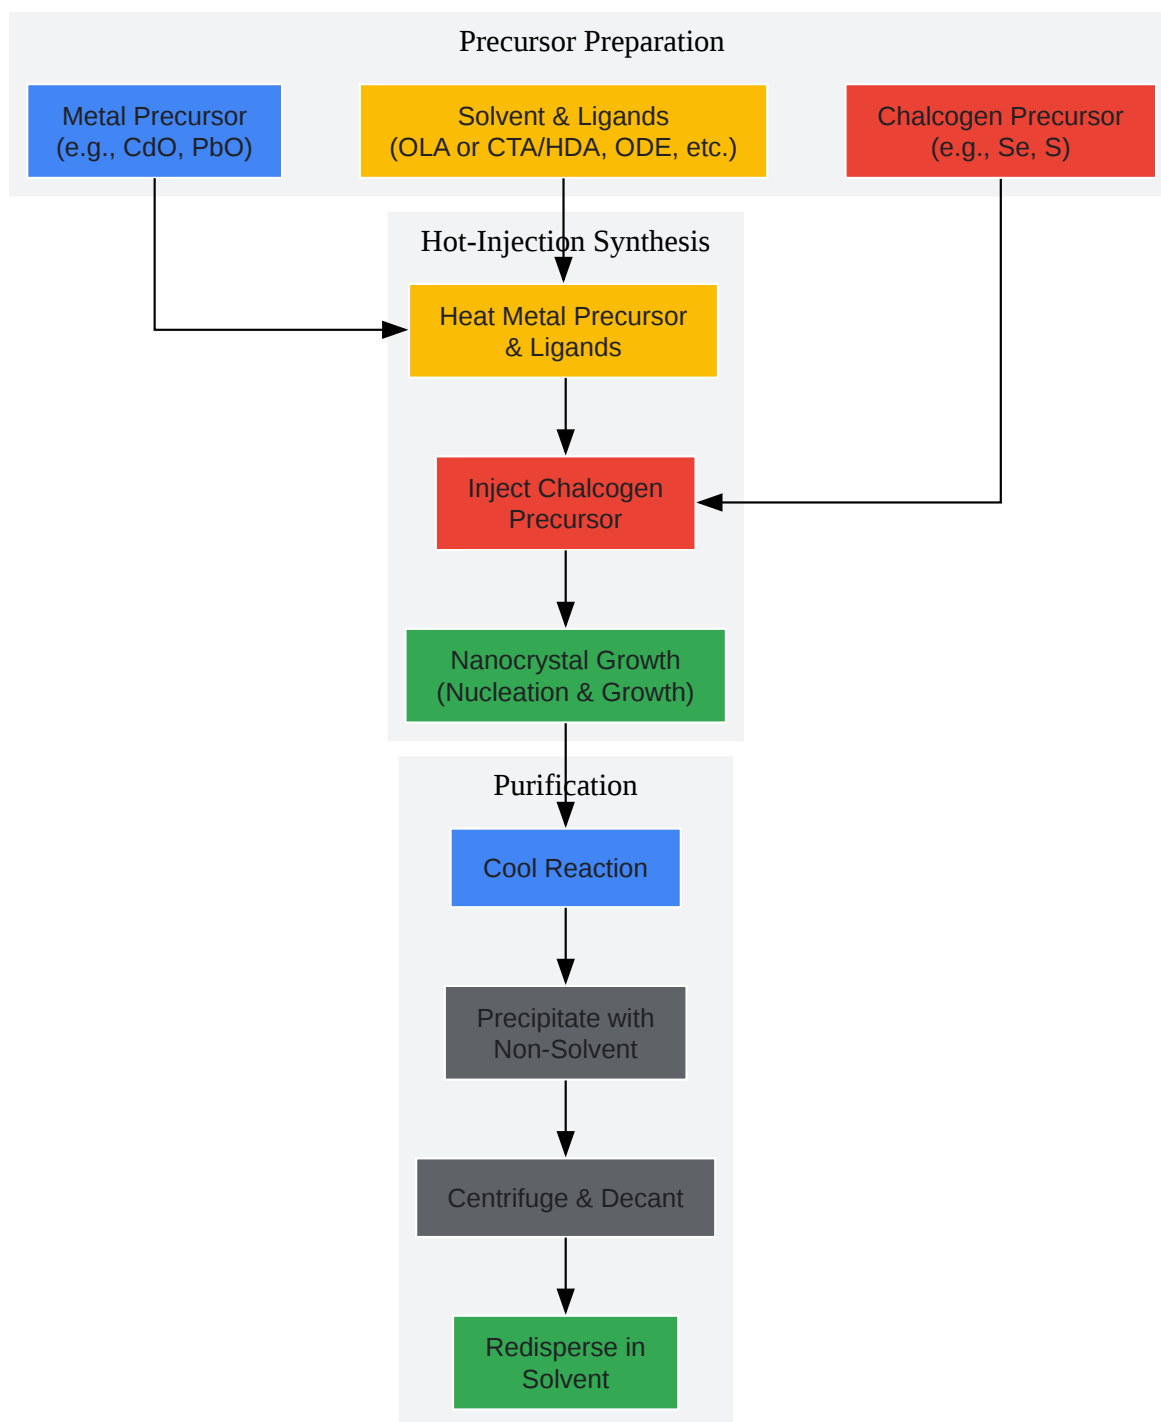 Precursor Preparation
Metal Precursor
(e.g., CdO, PbO)
Solvent & Ligands
(OLA or CTA/HDA, ODE, etc.)
Chalcogen Precursor
(e.g., Se, S)
Hot-Injection Synthesis
Heat Metal Precursor
& Ligands
Inject Chalcogen
Precursor
Nanocrystal Growth
(Nucleation & Growth)
Purification
Cool Reaction
Precipitate with
Non-Solvent
Centrifuge & Decant
Redisperse in
Solvent